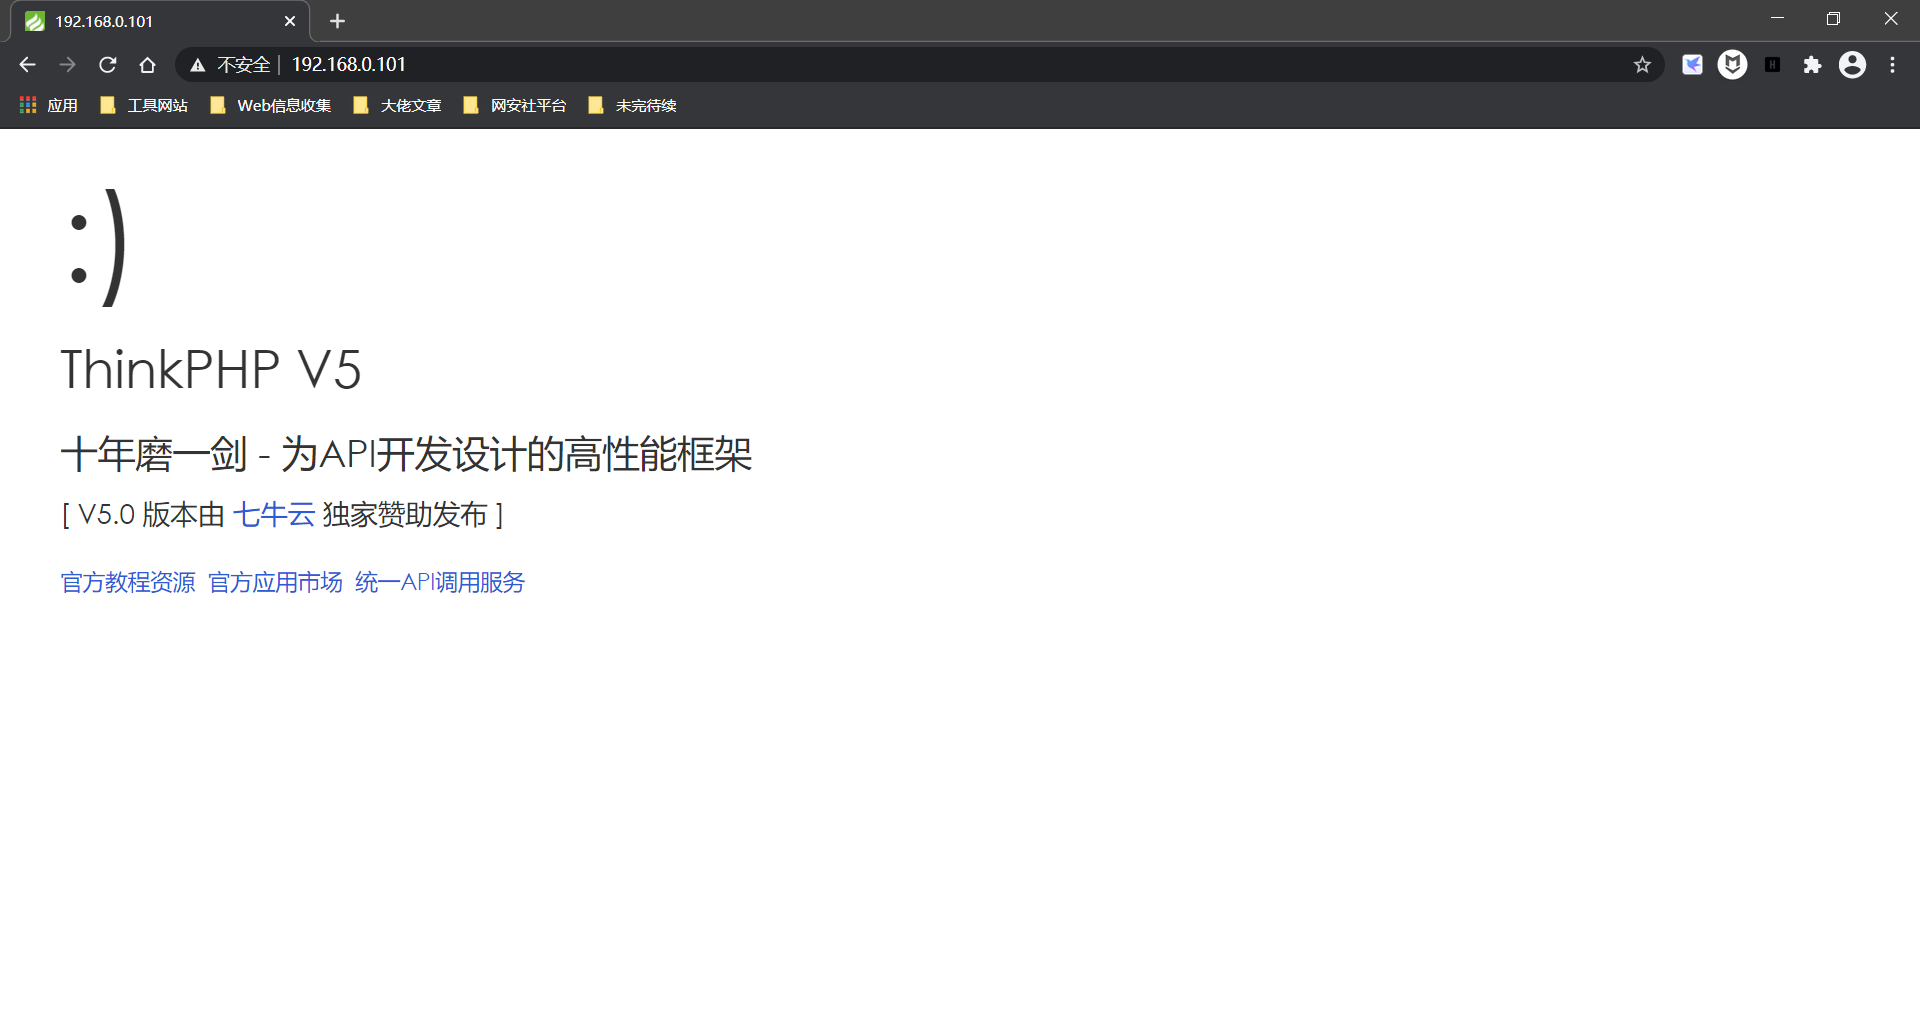 192.168.0.101
不安全 | 192.168.0.101
应用 工具网站 Web信息收集 大佬文章 网安社平台 未完待续
:)
ThinkPHP V5
十年磨一剑 - 为API开发设计的高性能框架
[ V5.0 版本由 七牛云 独家赞助发布 ]
官方教程资源 官方应用市场 统一API调用服务